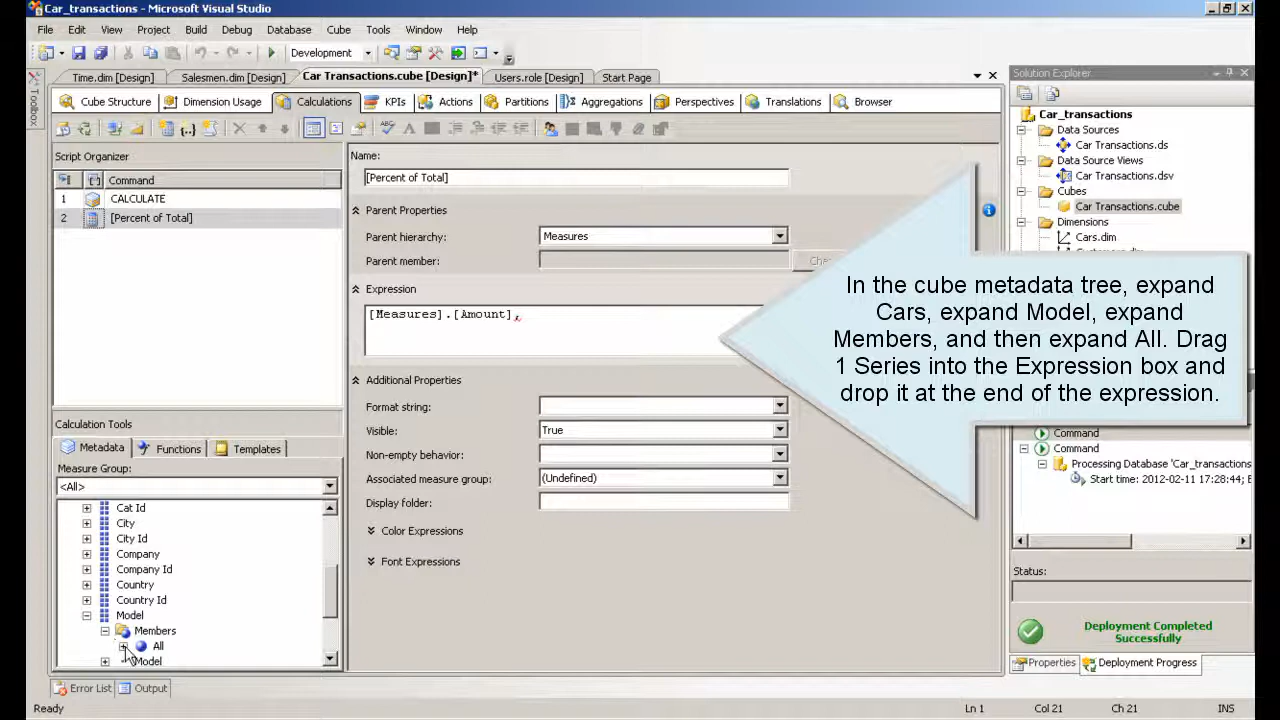 Car_transactions - Microsoft Visual Studio
File Edit View Project Build Debug Database Cube Tools Window Help
Development
Time.dim [Design] Salesmen.dim [Design] Car Transactions.cube [Design]* Users.role [Design] Start Page
Solution Explorer
Toolbox
Cube Structure Dimension Usage Calculations KPIs Actions Partitions Aggregations Perspectives Translations Browser
Car_transactions
Data Sources
Car Transactions.ds
Data Source Views
Car Transactions.dsv
Cubes
Car Transactions.cube
Dimensions
Cars.dim
Script Organizer
Command
1 CALCULATE
2 [Percent of Total]
Name:
[Percent of Total]
Parent Properties
Parent hierarchy: Measures
Parent member:
Expression
[Measures].[Amount],
Additional Properties
Format string:
Visible: True
Non-empty behavior:
Associated measure group: (Undefined)
Display folder:
Color Expressions
Font Expressions
In the cube metadata tree, expand
Cars, expand Model, expand
Members, and then expand All. Drag
1 Series into the Expression box and
drop it at the end of the expression.
Calculation Tools
Metadata Functions Templates
Measure Group:
<All>
Cat Id
City
City Id
Company
Company Id
Country
Country Id
Model
Members
All
Model
Command
Command
Processing Database 'Car_transactions
Start time: 2012-02-11 17:28:44;
Status:
Deployment Completed
Successfully
Properties Deployment Progress
Error List Output
Ready Ln 1 Col 21 Ch 21 INS